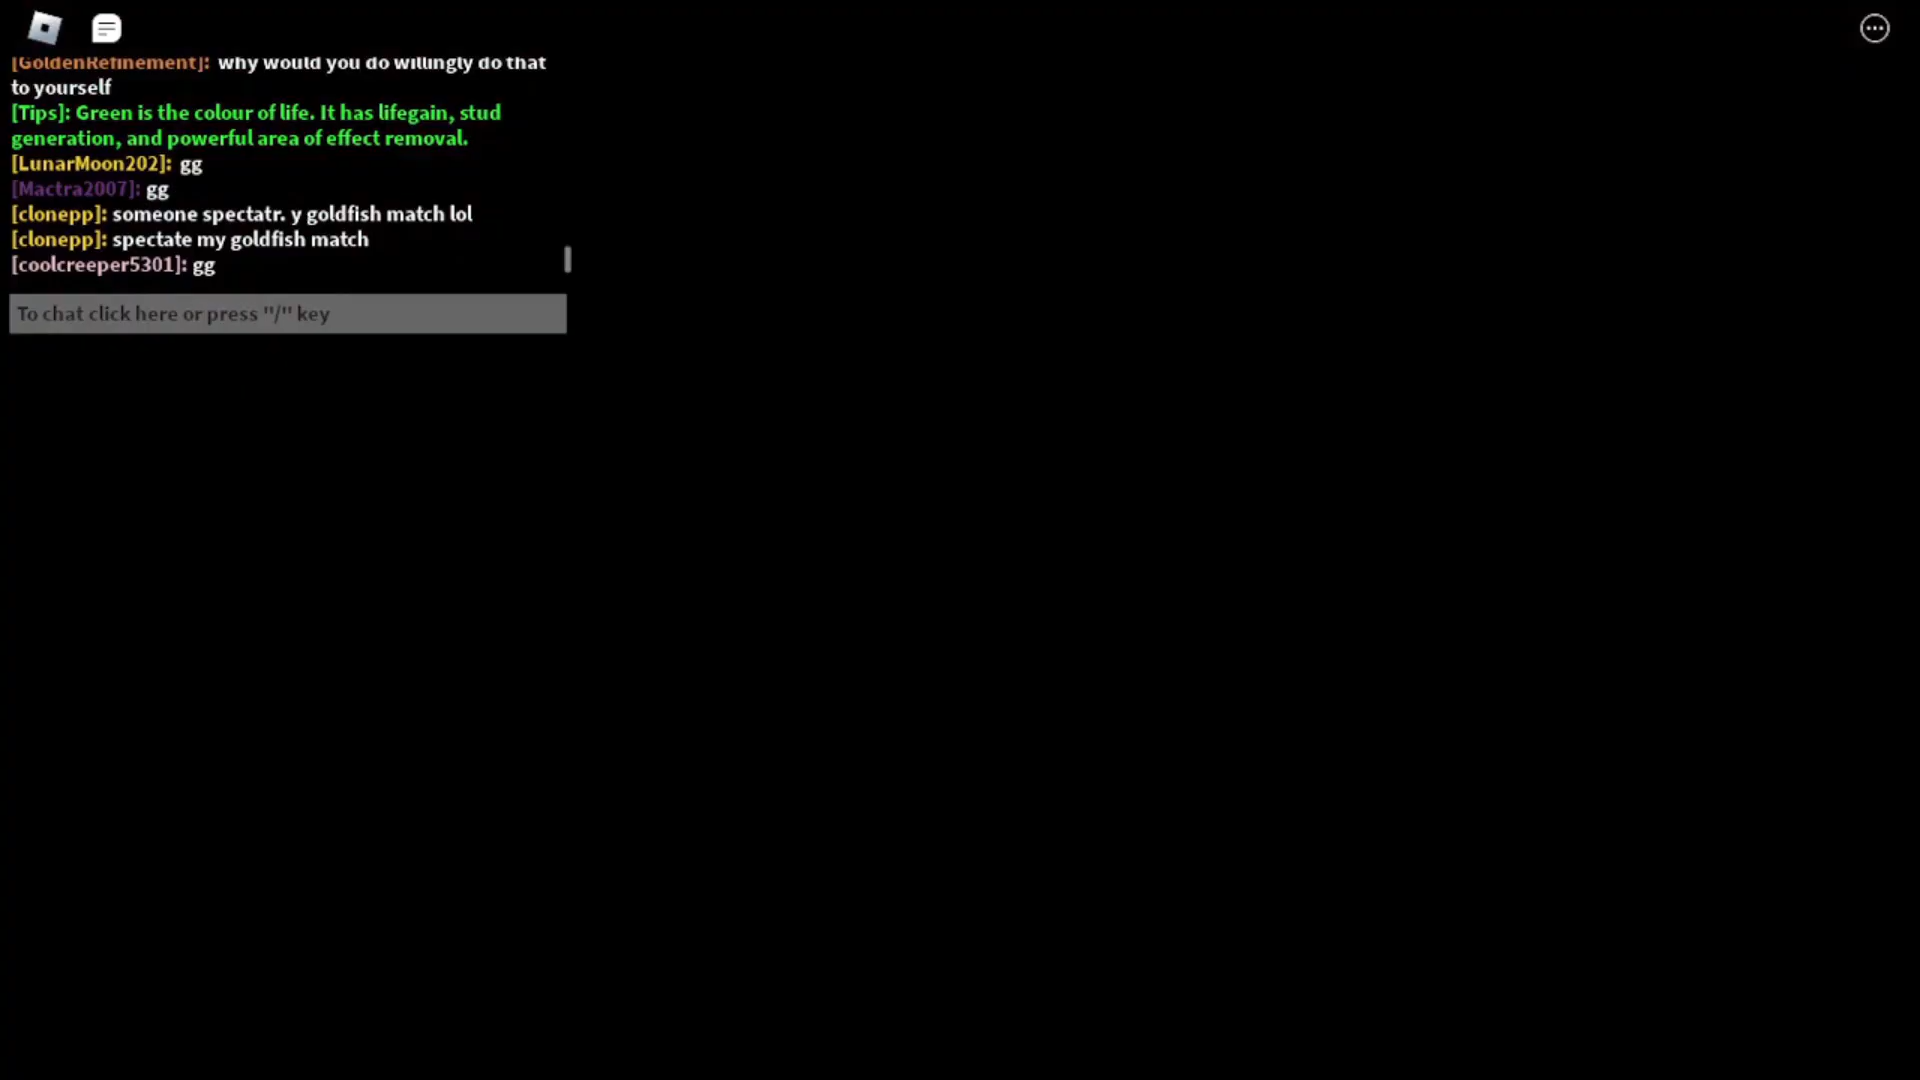 [GoldenRefinement]: why would you do willingly do that
to yourself
[Tips]: Green is the colour of life. It has lifegain, stud
generation, and powerful area of effect removal.
[LunarMoon202]: gg
[Mactra2007]: gg
[clonepp]: someone spectatr. y goldfish match lol
[clonepp]: spectate my goldfish match
[coolcreeper5301]: gg
To chat click here or press "/" key